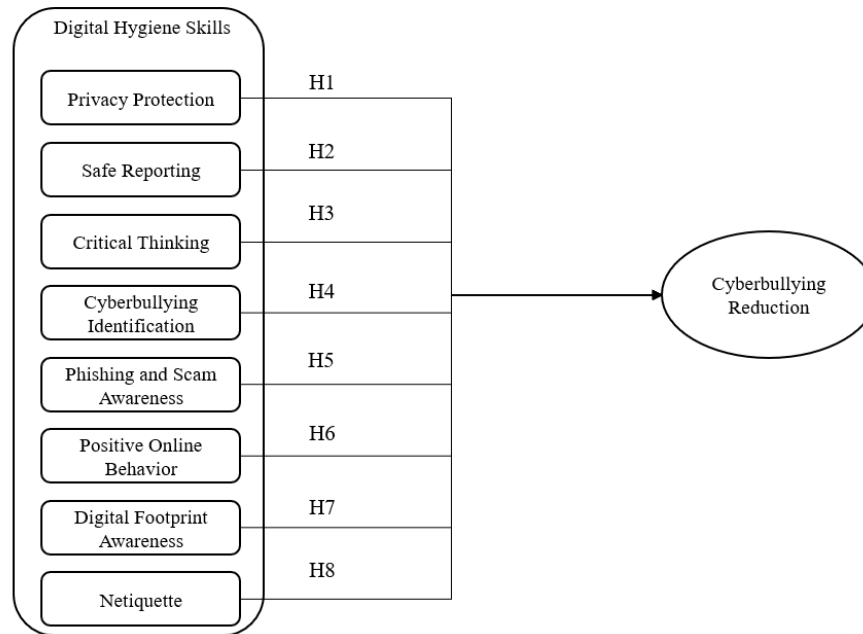 Digital Hygiene Skills
Privacy Protection
H1
Safe Reporting
H2
Critical Thinking
H3
Cyberbullying
Identification
H4
Phishing and Scam
Awareness
H5
Positive Online
Behavior
H6
Digital Footprint
Awareness
H7
Netiquette
H8
Cyberbullying
Reduction